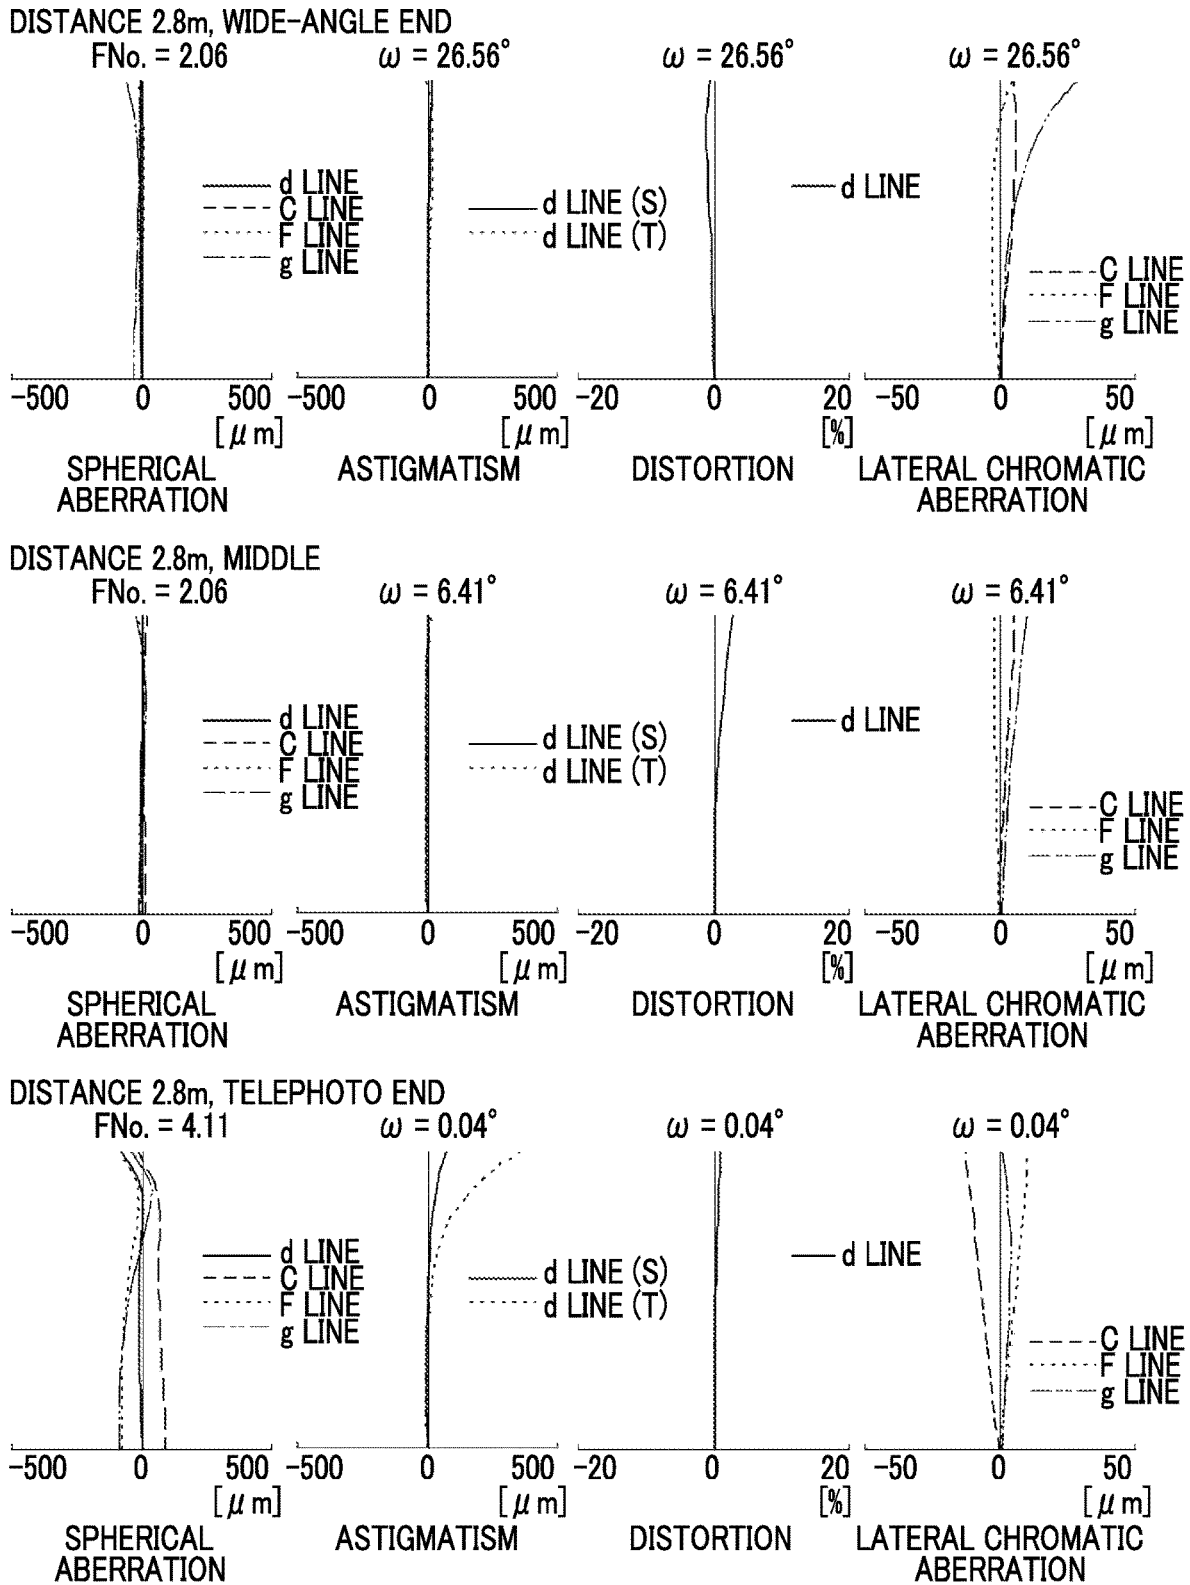 DISTANCE 2.8m, WIDE-ANGLE END
FNo. = 2.06
ω = 26.56°
ω = 26.56°
ω = 26.56°
d LINE
C LINE
F LINE
g LINE
d LINE (S)
d LINE (T)
d LINE
C LINE
F LINE
g LINE
-500 0 500
[μm]
-500 0 500
[μm]
-20 0 20
[%]
-50 0 50
[μm]
SPHERICAL
ABERRATION
ASTIGMATISM
DISTORTION
LATERAL CHROMATIC
ABERRATION
DISTANCE 2.8m, MIDDLE
FNo. = 2.06
ω = 6.41°
ω = 6.41°
ω = 6.41°
d LINE
C LINE
F LINE
g LINE
d LINE (S)
d LINE (T)
d LINE
C LINE
F LINE
g LINE
-500 0 500
[μm]
-500 0 500
[μm]
-20 0 20
[%]
-50 0 50
[μm]
SPHERICAL
ABERRATION
ASTIGMATISM
DISTORTION
LATERAL CHROMATIC
ABERRATION
DISTANCE 2.8m, TELEPHOTO END
FNo. = 4.11
ω = 0.04°
ω = 0.04°
ω = 0.04°
d LINE
C LINE
F LINE
g LINE
d LINE (S)
d LINE (T)
d LINE
C LINE
F LINE
g LINE
-500 0 500
[μm]
-500 0 500
[μm]
-20 0 20
[%]
-50 0 50
[μm]
SPHERICAL
ABERRATION
ASTIGMATISM
DISTORTION
LATERAL CHROMATIC
ABERRATION